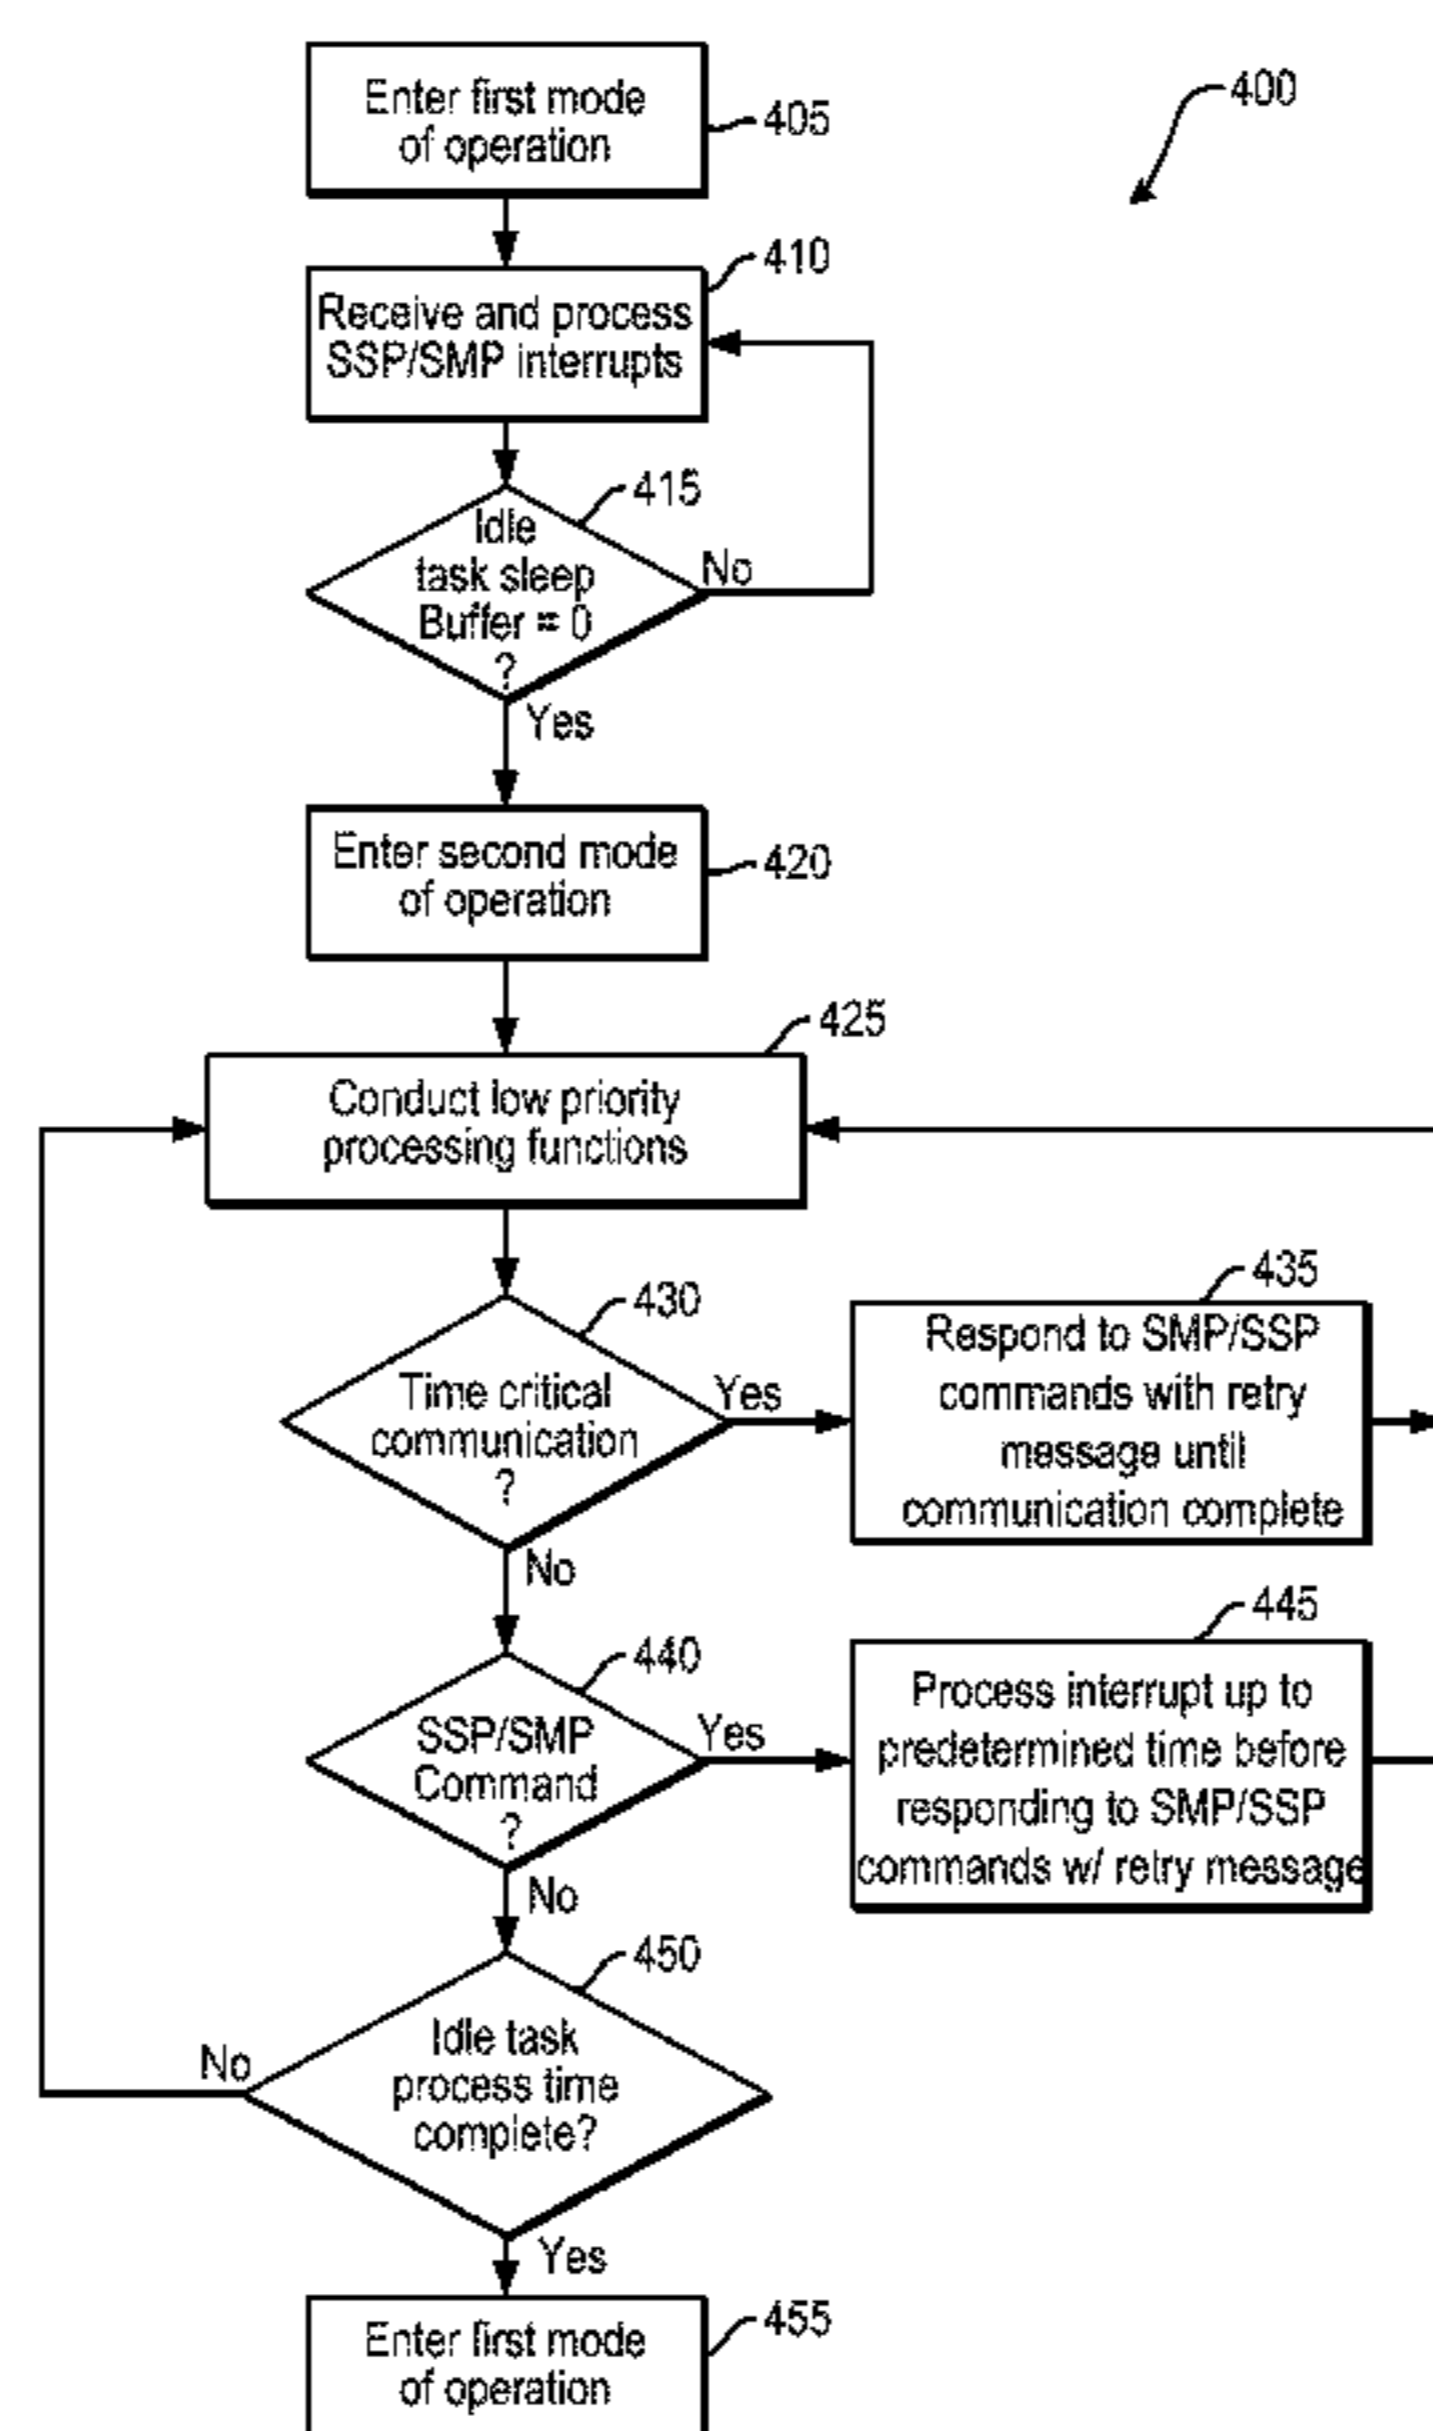 400
Enter first mode
of operation
405
410
Receive and process
SSP/SMP interrupts
415
Idle
task sleep
Buffer = 0
?
No
Yes
Enter second mode
of operation
420
425
Conduct low priority
processing functions
430
Time critical
communication
?
Yes
No
435
Respond to SMP/SSP
commands with retry
message until
communication complete
440
SSP/SMP
Command
?
Yes
No
445
Process interrupt up to
predetermined time before
responding to SMP/SSP
commands w/ retry message
450
Idle task
process time
complete?
No
Yes
Enter first mode
of operation
455